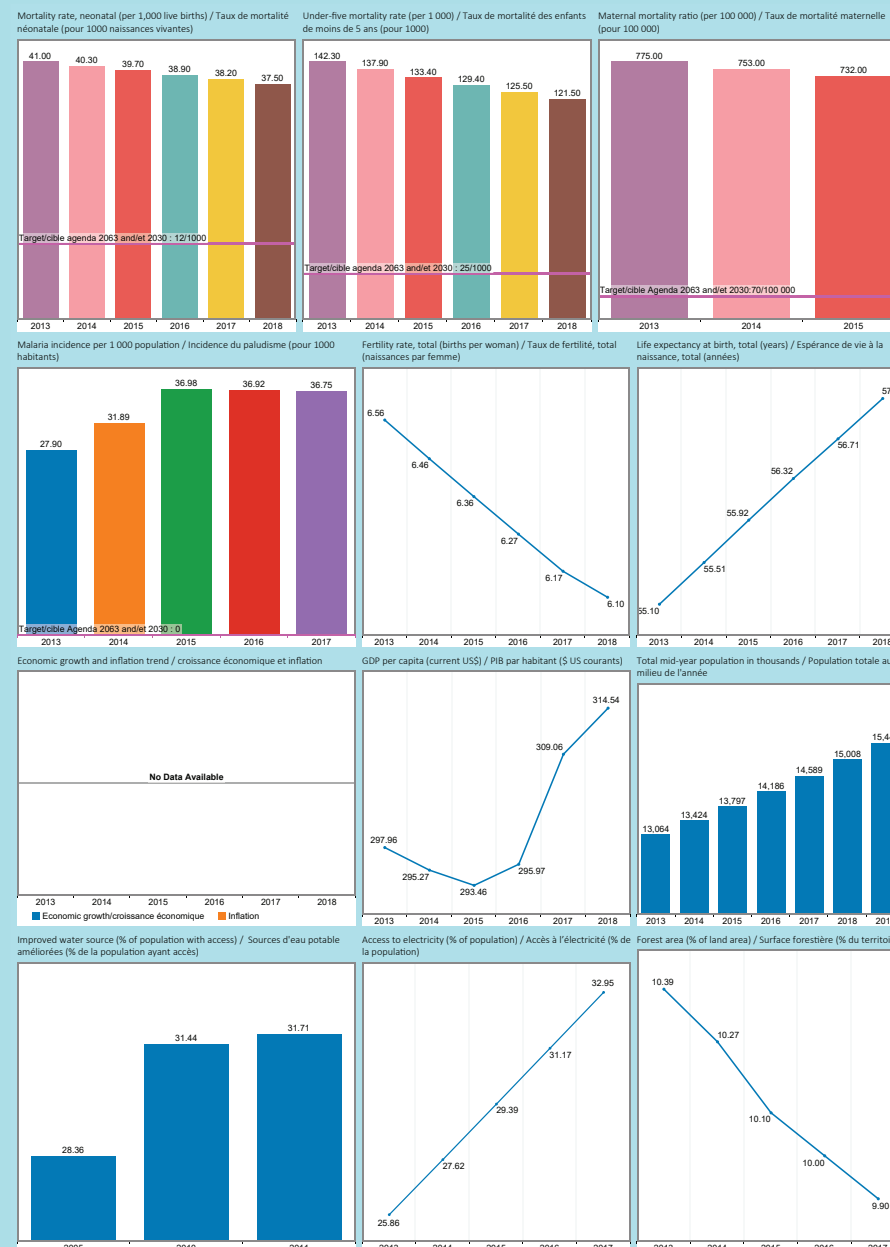 Mortality rate, neonatal (per 1,000 live births) / Taux de mortalité
néonatale (pour 1000 naissances vivantes)
41.00
40.30
39.70
38.90
38.20
37.50
Target/cible agenda 2063 and/et 2030 : 12/1000
2013 2014 2015 2016 2017 2018
Under-five mortality rate (per 1 000) / Taux de mortalité des enfants
de moins de 5 ans (pour 1000)
142.30
137.90
133.40
129.40
125.50
121.50
Target/cible agenda 2063 and/et 2030 : 25/1000
2013 2014 2015 2016 2017 2018
Maternal mortality ratio (per 100 000) / Taux de mortalité maternelle
(pour 100 000)
775.00
753.00
732.00
Target/cible Agenda 2063 and/et 2030:70/100 000
2013 2014 2015
Malaria incidence per 1 000 population / Incidence du paludisme (pour 1000
habitants)
27.90
31.89
36.98
36.92
36.75
Target/cible Agenda 2063 and/et 2030 : 0
2013 2014 2015 2016 2017
Fertility rate, total (births per woman) / Taux de fertilité, total
(naissances par femme)
6.56
6.46
6.36
6.27
6.17
6.10
2013 2014 2015 2016 2017 2018
Life expectancy at birth, total (years) / Espérance de vie à la
naissance, total (années)
55.10
55.51
55.92
56.32
56.71
57
2013 2014 2015 2016 2017 2018
Economic growth and inflation trend / croissance économique et inflation
No Data Available
2013 2014 2015 2016 2017 2018
Economic growth/croissance économique Inflation
GDP per capita (current US$) / PIB par habitant ($ US courants)
297.96
295.27
293.46
295.97
309.06
314.54
2013 2014 2015 2016 2017 2018
Total mid-year population in thousands / Population totale au
milieu de l'année
13,064
13,424
13,797
14,186
14,589
15,008
15,4
2013 2014 2015 2016 2017 2018 201
Improved water source (% of population with access) / Sources d'eau potable
améliorées (% de la population ayant accès)
28.36
31.44
31.71
Access to electricity (% of population) / Accès à l'électricité (% de
la population)
25.86
27.62
29.39
31.17
32.95
2013 2014 2015 2016 2017
Forest area (% of land area) / Surface forestière (% du territoi
10.39
10.27
10.10
10.00
9.90
2013 2014 2015 2016 2017